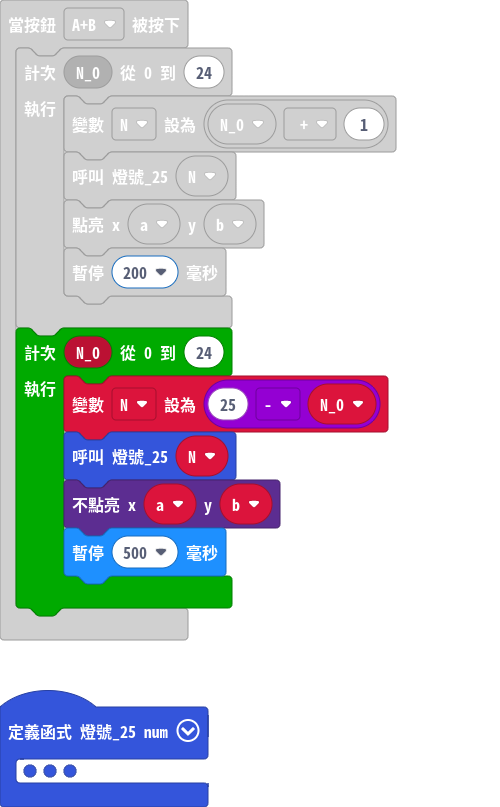 當按鈕 A+B 被按下
計次 N_0 從 0 到 24
執行
變數 N 設為 N_0 + 1
呼叫 燈號_25 N
點亮 x a y b
暫停 200 毫秒
計次 N_0 從 0 到 24
執行
變數 N 設為 25 - N_0
呼叫 燈號_25 N
不點亮 x a y b
暫停 500 毫秒
定義函式 燈號_25 num